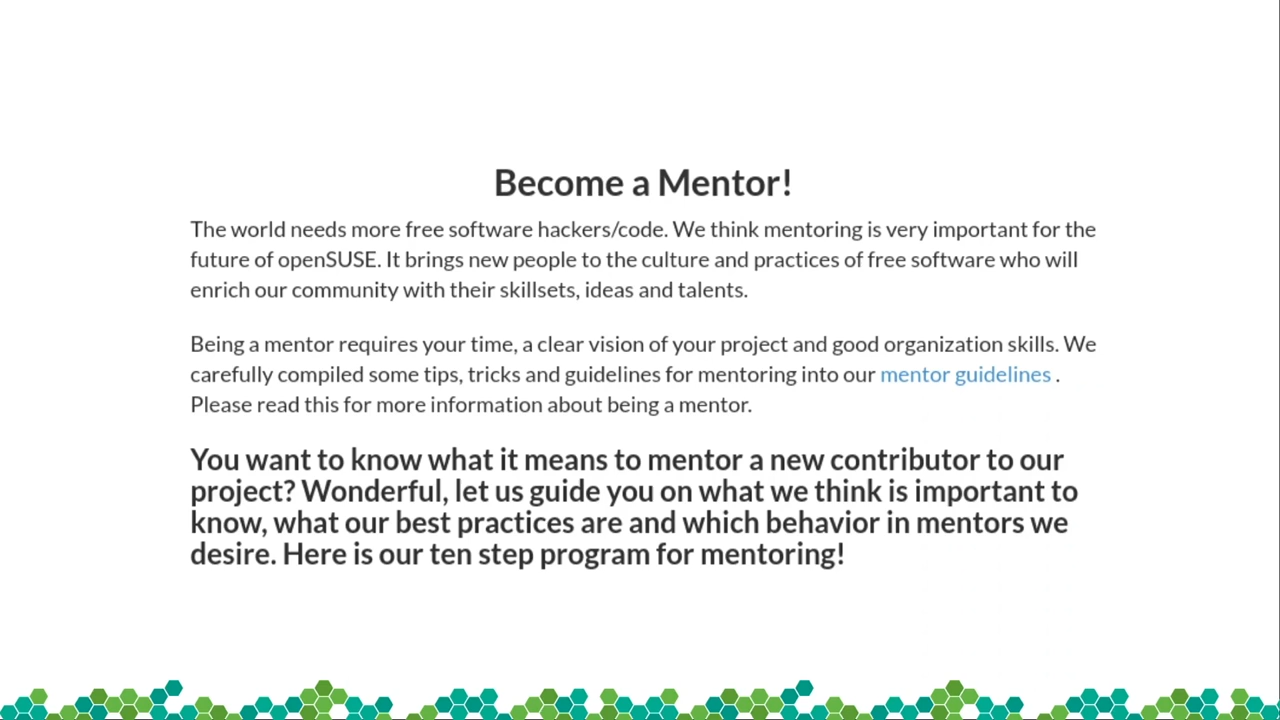 Become a Mentor!
The world needs more free software hackers/code. We think mentoring is very important for the
future of openSUSE. It brings new people to the culture and practices of free software who will
enrich our community with their skillsets, ideas and talents.
Being a mentor requires your time, a clear vision of your project and good organization skills. We
carefully compiled some tips, tricks and guidelines for mentoring into our mentor guidelines .
Please read this for more information about being a mentor.
You want to know what it means to mentor a new contributor to our
project? Wonderful, let us guide you on what we think is important to
know, what our best practices are and which behavior in mentors we
desire. Here is our ten step program for mentoring!